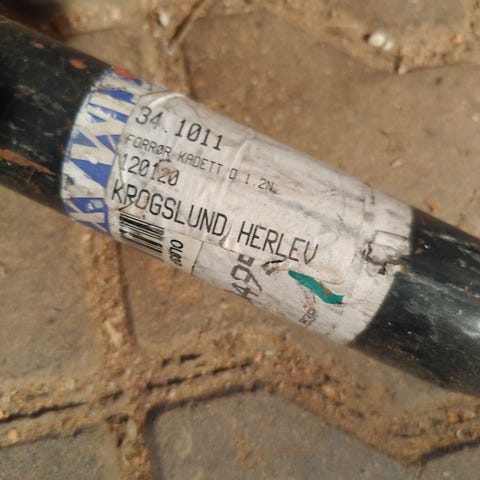 34.1011
FORRØR KADETT D 1.2N
120120
KROGSLUND, HERLEV